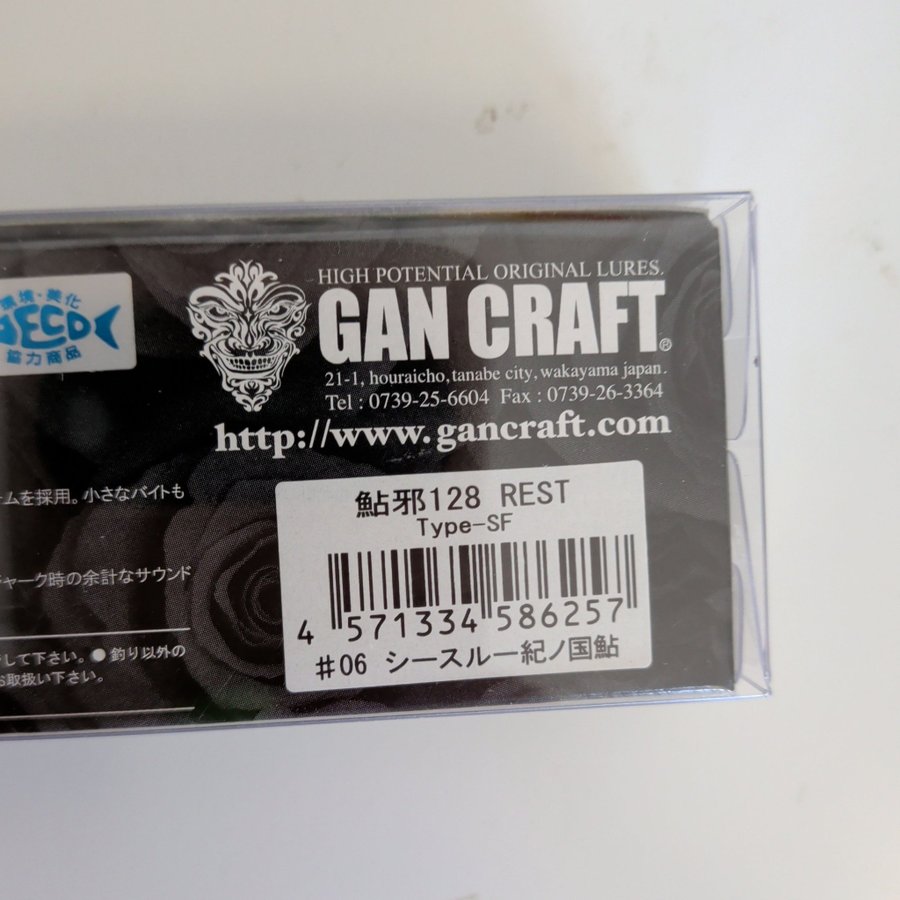 環境・美化
ECO
協力商品
HIGH POTENTIAL ORIGINAL LURES.
GAN CRAFT®
21-1, houraicho, tanabe city, wakayama japan.
Tel : 0739-25-6604 Fax : 0739-26-3364
http://www.gancraft.com
ームを採用。小さなバイトも
ジャーク時の余計なサウンド
して下さい。● 釣り以外の
お取扱い下さい。
鮎邪128 REST
Type-SF
4 571334 586257
#06 シースルー紀ノ国鮎